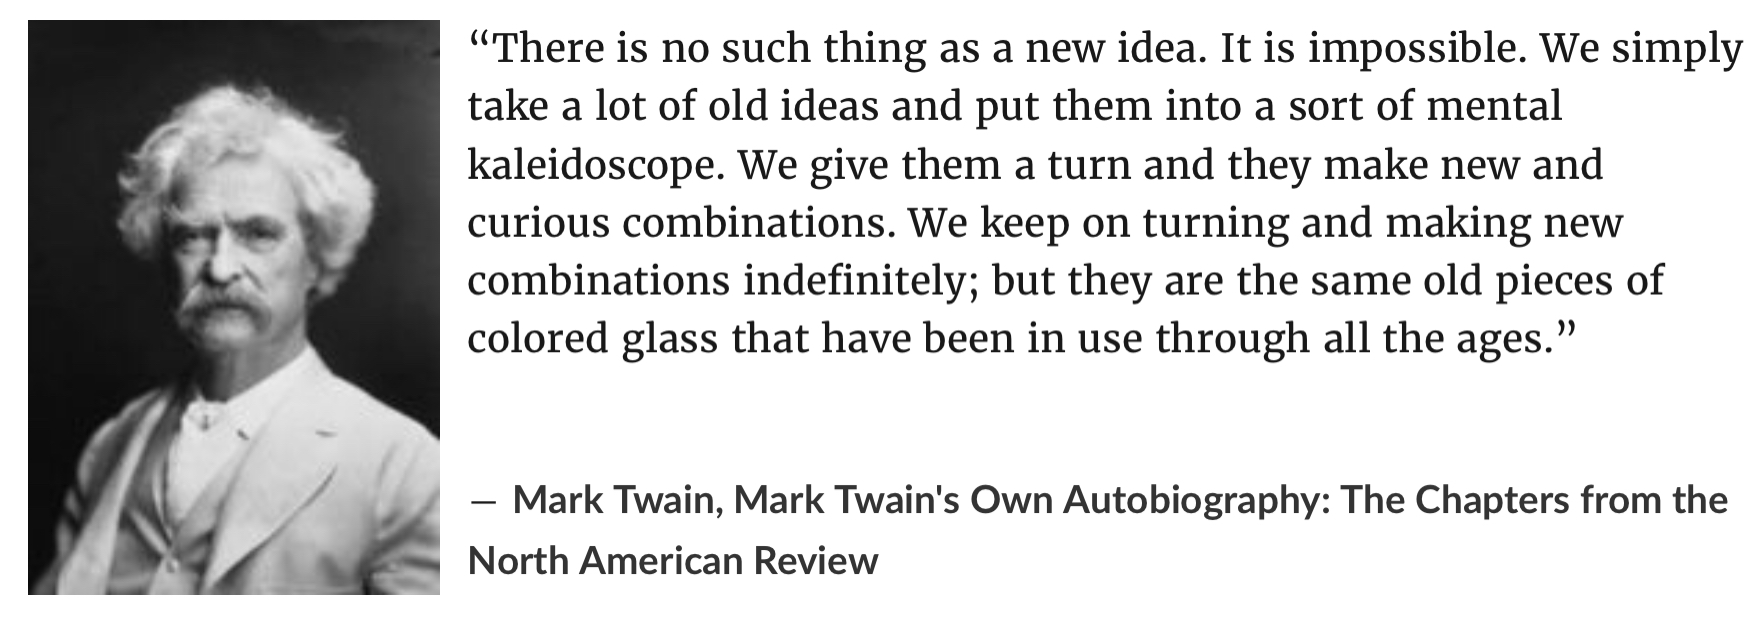 “There is no such thing as a new idea. It is impossible. We simply
take a lot of old ideas and put them into a sort of mental
kaleidoscope. We give them a turn and they make new and
curious combinations. We keep on turning and making new
combinations indefinitely; but they are the same old pieces of
colored glass that have been in use through all the ages.”
― Mark Twain, Mark Twain's Own Autobiography: The Chapters from the
North American Review